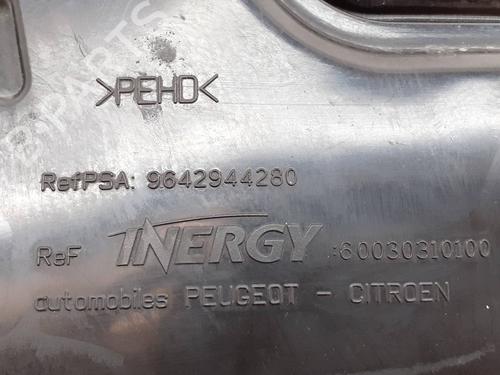 >PEHD<
RefPSA: 9642944280
ReF INERGY :60030310100
automobiles PEUGEOT - CITROEN